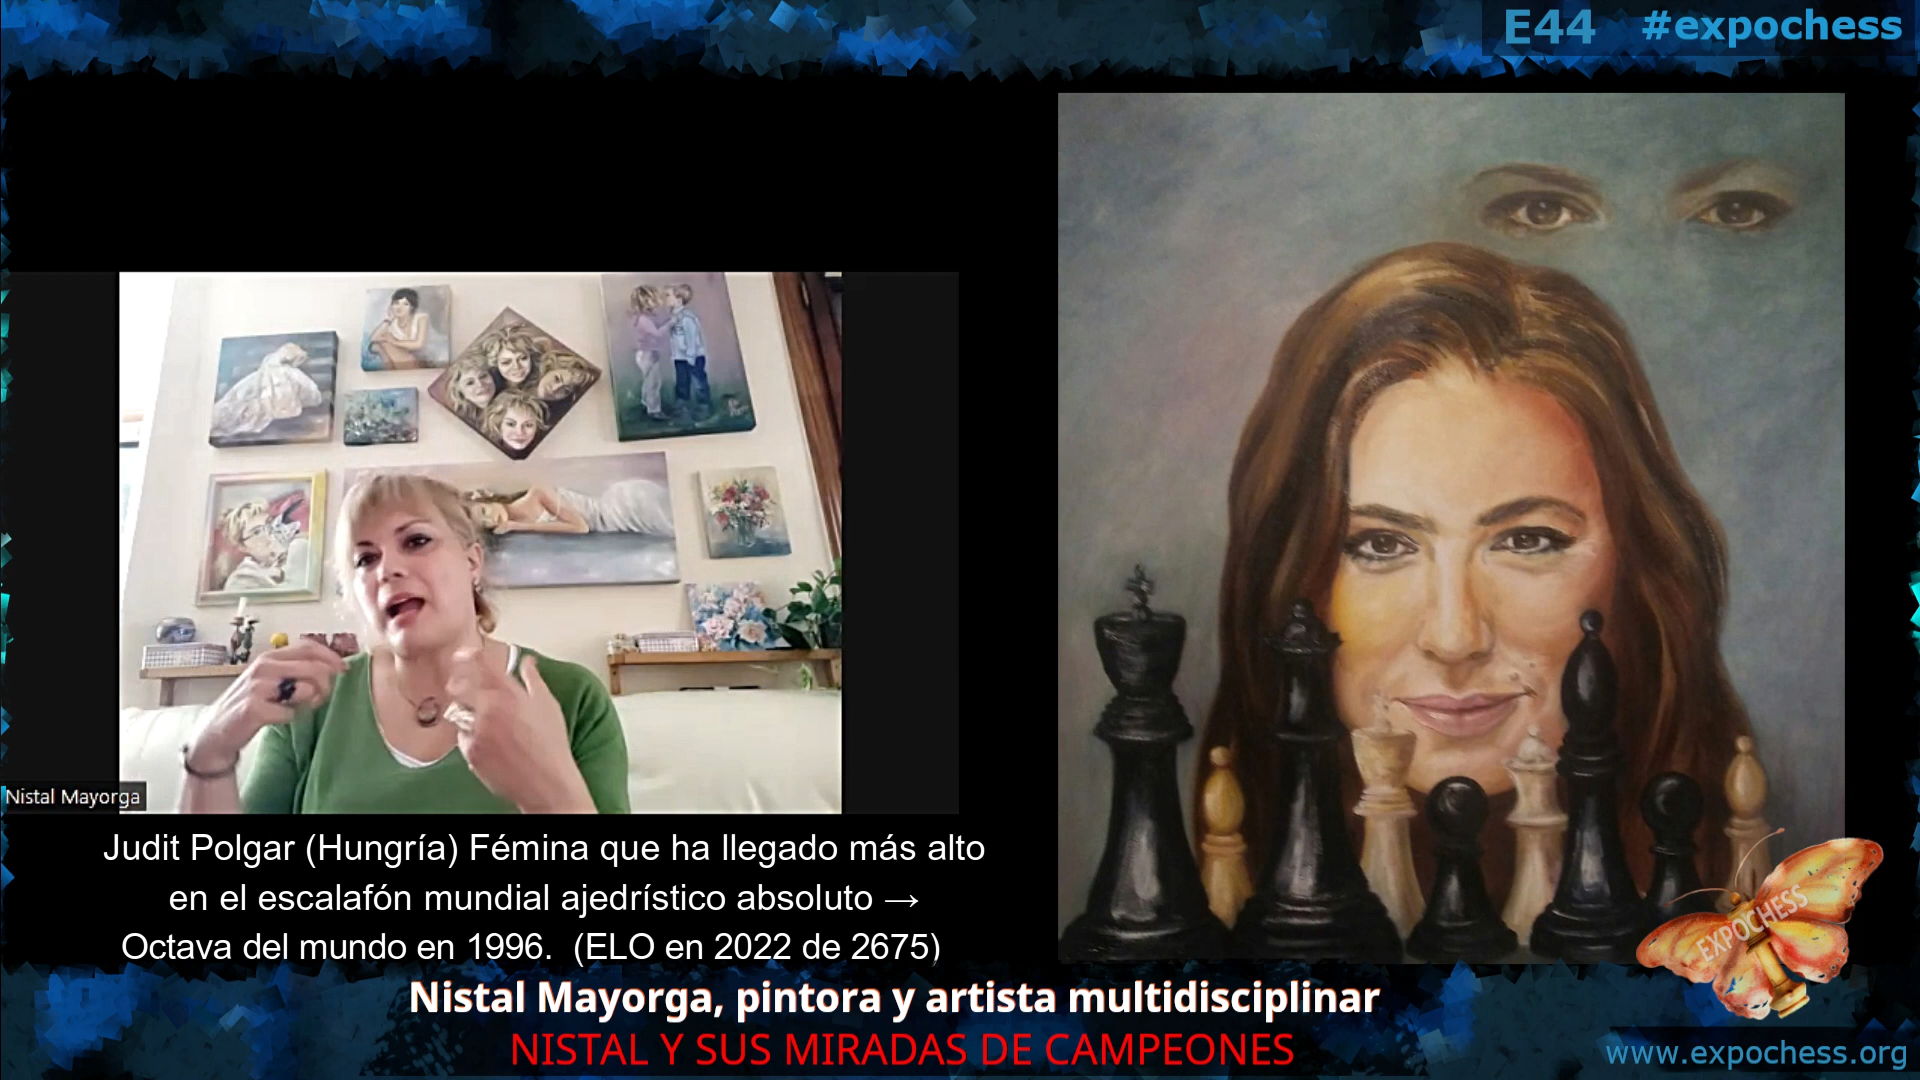 E44 #expochess
Nistal Mayorga
Judit Polgar (Hungría) Fémina que ha llegado más alto
en el escalafón mundial ajedrístico absoluto →
Octava del mundo en 1996. (ELO en 2022 de 2675)
EXPOCHESS
Nistal Mayorga, pintora y artista multidisciplinar
NISTAL Y SUS MIRADAS DE CAMPEONES
www.expochess.org